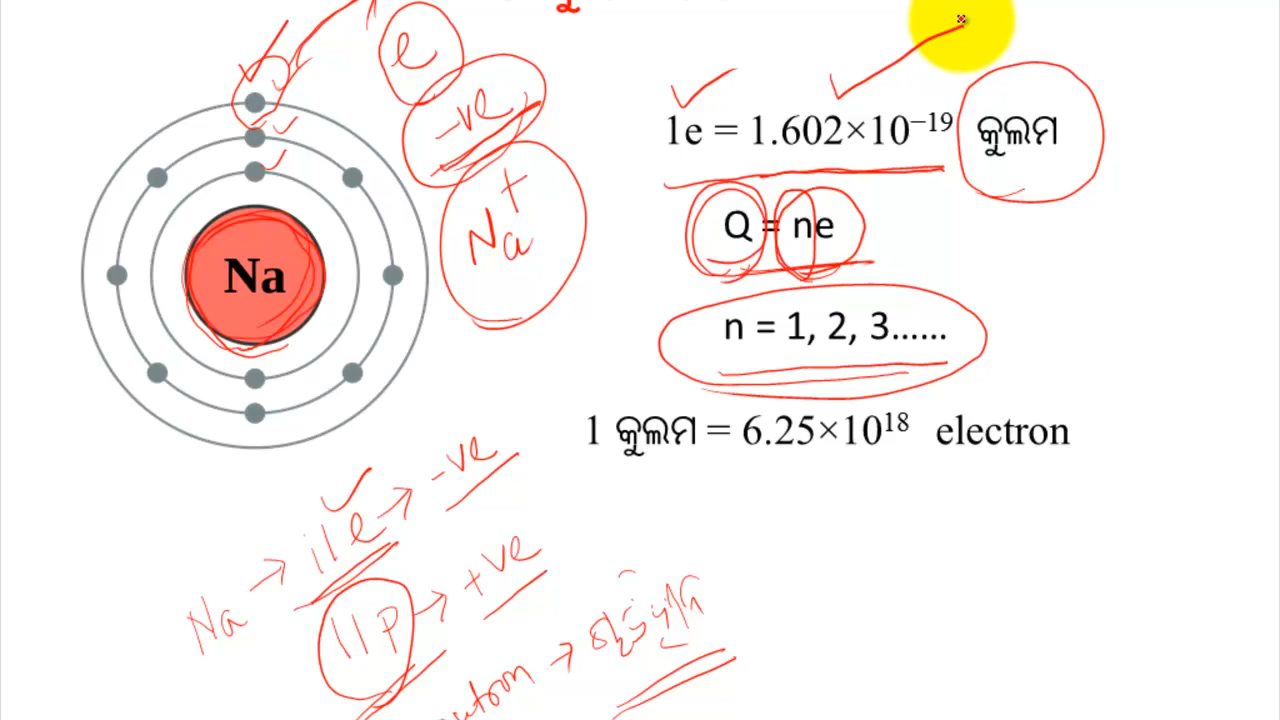 e
-ve
Na+
Na
1e = 1.602×10⁻¹⁹ କୁଲମ
Q = ne
n = 1, 2, 3......
1 କୁଲମ = 6.25×10¹⁸ electron
Na → 11e → -ve
11P → +ve